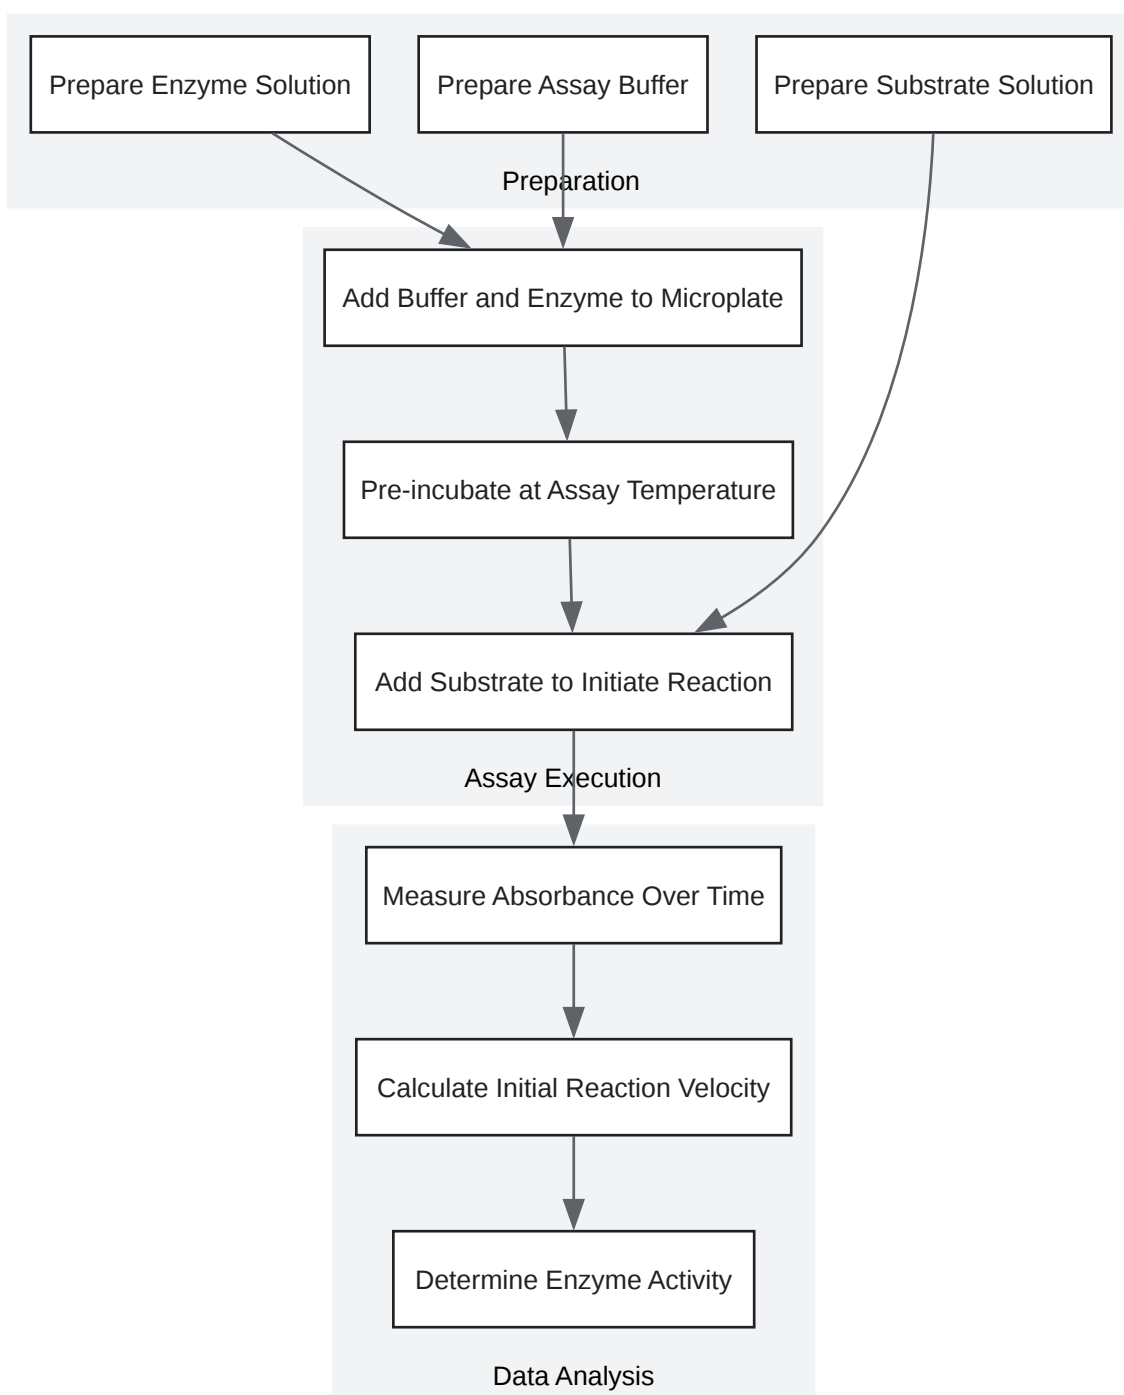 Prepare Enzyme Solution
Prepare Assay Buffer
Prepare Substrate Solution
Preparation
Add Buffer and Enzyme to Microplate
Pre-incubate at Assay Temperature
Add Substrate to Initiate Reaction
Assay Execution
Measure Absorbance Over Time
Calculate Initial Reaction Velocity
Determine Enzyme Activity
Data Analysis